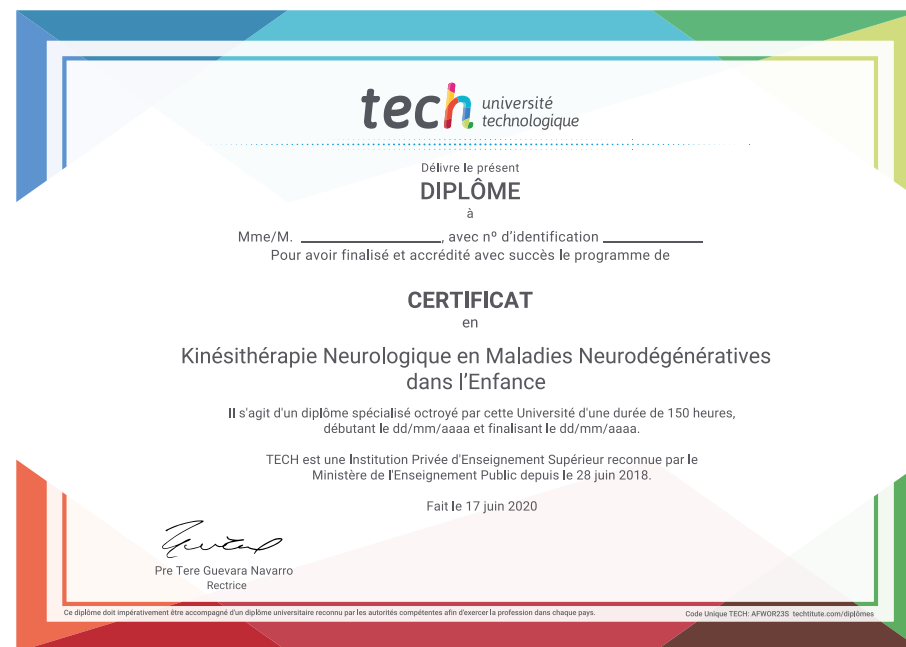 tech université
technologique
Délivre le présent
DIPLÔME
à
Mme/M. ____________________, avec nº d'identification ______________
Pour avoir finalisé et accrédité avec succès le programme de
CERTIFICAT
en
Kinésithérapie Neurologique en Maladies Neurodégénératives
dans l'Enfance
Il s'agit d'un diplôme spécialisé octroyé par cette Université d'une durée de 150 heures,
débutant le dd/mm/aaaa et finalisant le dd/mm/aaaa.
TECH est une Institution Privée d'Enseignement Supérieur reconnue par le
Ministère de l'Enseignement Public depuis le 28 juin 2018.
Fait le 17 juin 2020
Pre Tere Guevara Navarro
Rectrice
Ce diplôme doit impérativement être accompagné d'un diplôme universitaire reconnu par les autorités compétentes afin d'exercer la profession dans chaque pays.
Code Unique TECH: AFWOR23S techtitute.com/diplômes